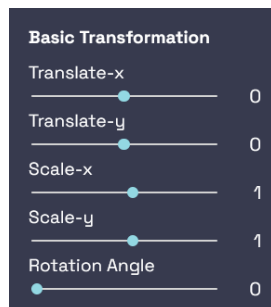 Basic Transformation
Translate-x
0
Translate-y
0
Scale-x
1
Scale-y
1
Rotation Angle
0